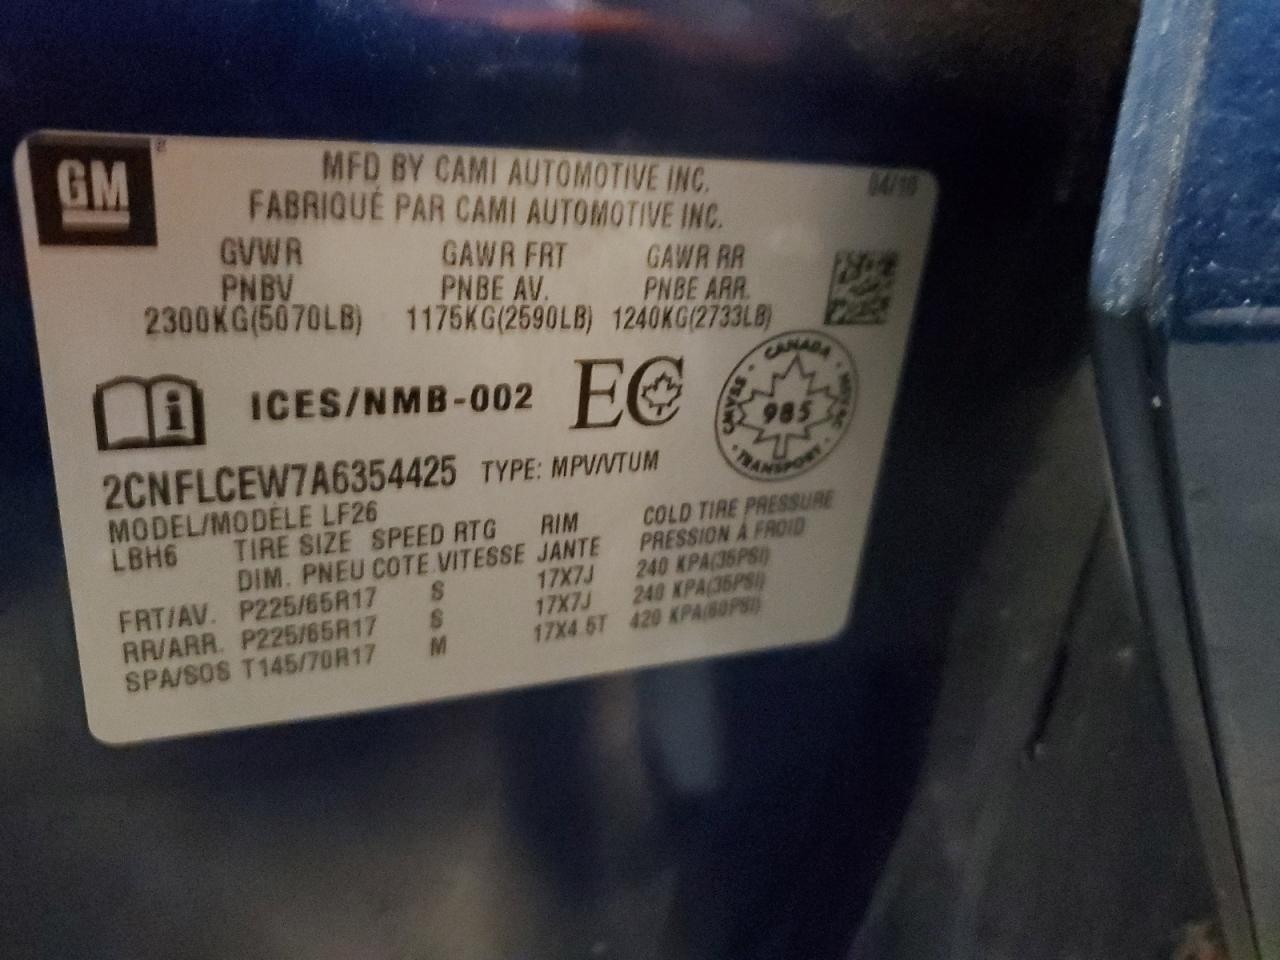 GM
MFD BY CAMI AUTOMOTIVE INC.
04/10
FABRIQUÉ PAR CAMI AUTOMOTIVE INC.
GVWR GAWR FRT GAWR RR
PNBV PNBE AV. PNBE ARR.
2300KG(5070LB) 1175KG(2590LB) 1240KG(2733LB)
i ICES/NMB-002 EC
CANADA
985
TRANSPORT
2CNFLCEW7A6354425 TYPE: MPV/VTUM
MODEL/MODÈLE LF26
LBH6 TIRE SIZE SPEED RTG RIM COLD TIRE PRESSURE
DIM. PNEU COTE VITESSE JANTE PRESSION À FROID
FRT/AV. P225/65R17 S 17X7J 240 KPA(35PSI)
RR/ARR. P225/65R17 S 17X7J 240 KPA(35PSI)
SPA/SOS T145/70R17 M 17X4.5T 420 KPA(60PSI)